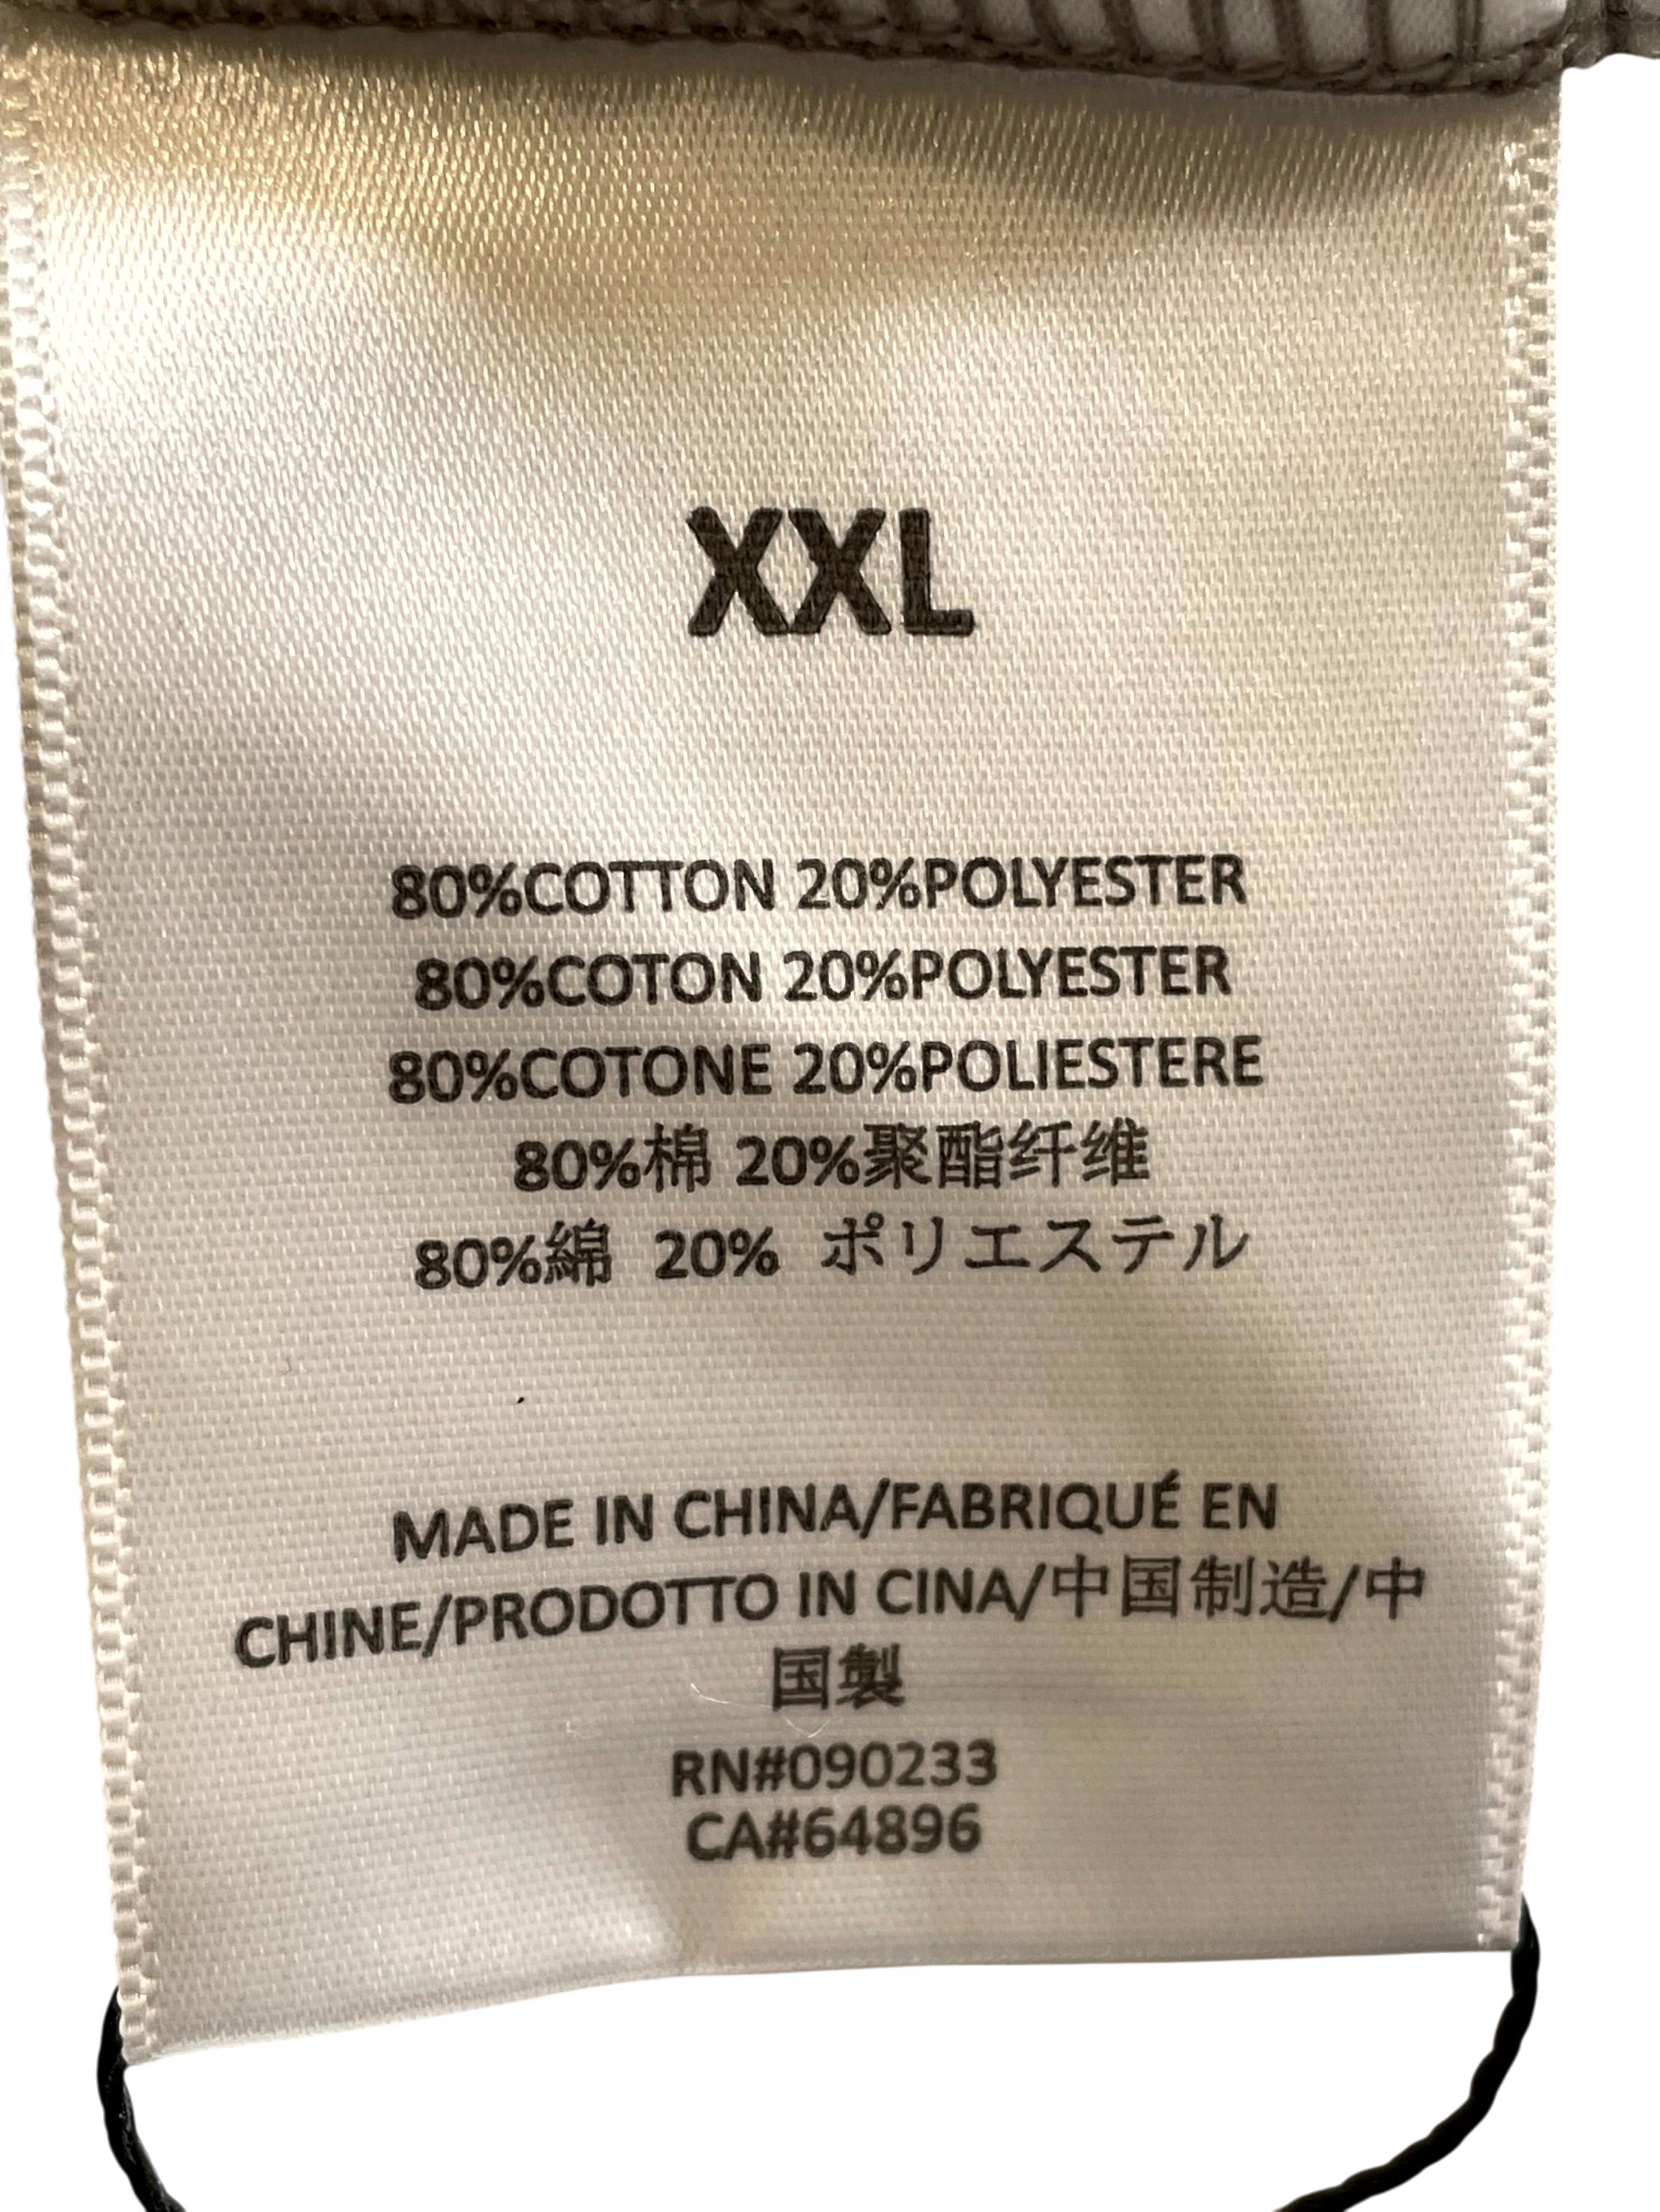 XXL
80%COTTON 20%POLYESTER
80%COTON 20%POLYESTER
80%COTONE 20%POLIESTERE
80%棉 20%聚酯纤维
80%綿 20% ポリエステル
MADE IN CHINA/FABRIQUÉ EN
CHINE/PRODOTTO IN CINA/中国制造/中
国製
RN#090233
CA#64896